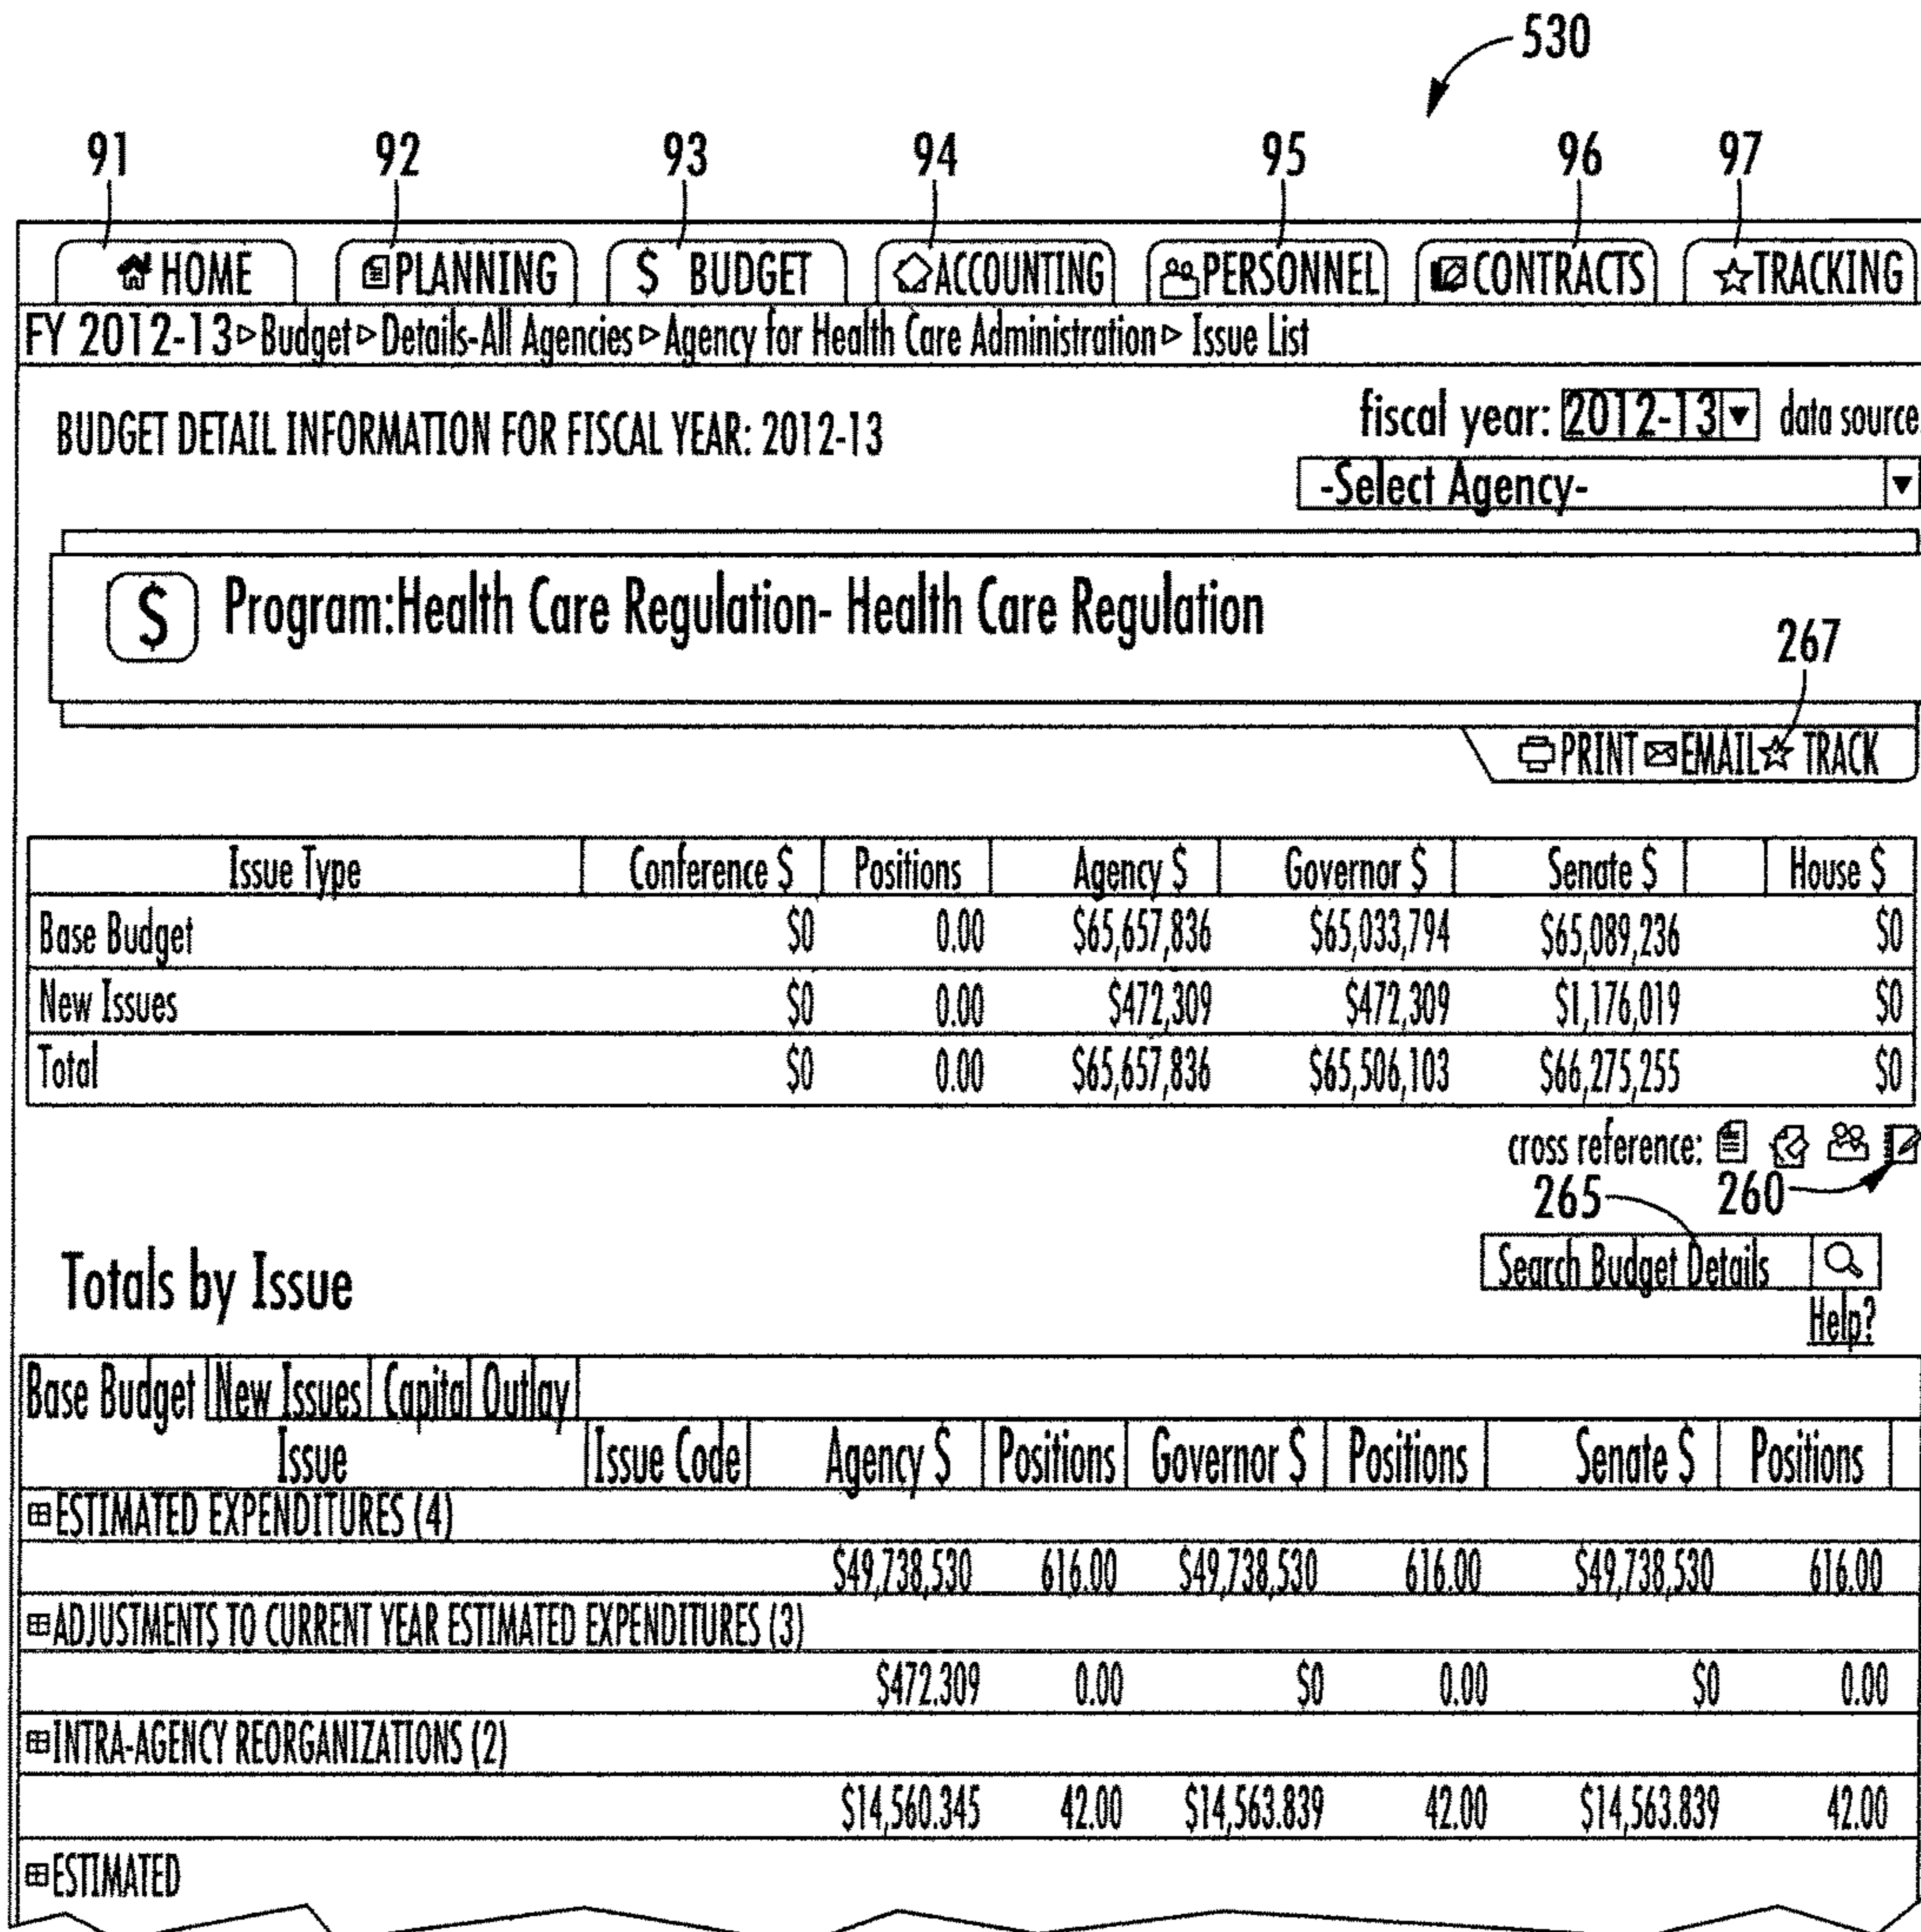 530
91 92 93 94 95 96 97
HOME PLANNING $ BUDGET ACCOUNTING PERSONNEL CONTRACTS TRACKING
FY 2012-13▹Budget▹Details-All Agencies▹Agency for Health Care Administration▹ Issue List
BUDGET DETAIL INFORMATION FOR FISCAL YEAR: 2012-13
fiscal year: 2012-13 data source:
-Select Agency-
$ Program:Health Care Regulation- Health Care Regulation
267
PRINT EMAIL TRACK
Issue Type Conference $ Positions Agency $ Governor $ Senate $ House $
Base Budget $0 0.00 $65,657,836 $65,033,794 $65,089,236 $0
New Issues $0 0.00 $472,309 $472,309 $1,176,019 $0
Total $0 0.00 $65,657,836 $65,506,103 $66,275,255 $0
cross reference:
265 260
Search Budget Details
Totals by Issue
Help?
Base Budget New Issues Capital Outlay
Issue Issue Code Agency $ Positions Governor $ Positions Senate $ Positions
ESTIMATED EXPENDITURES (4)
$49,738,530 616.00 $49,738,530 616.00 $49,738,530 616.00
ADJUSTMENTS TO CURRENT YEAR ESTIMATED EXPENDITURES (3)
$472.309 0.00 $0 0.00 $0 0.00
INTRA-AGENCY REORGANIZATIONS (2)
$14,560.345 42.00 $14,563.839 42.00 $14,563.839 42.00
ESTIMATED